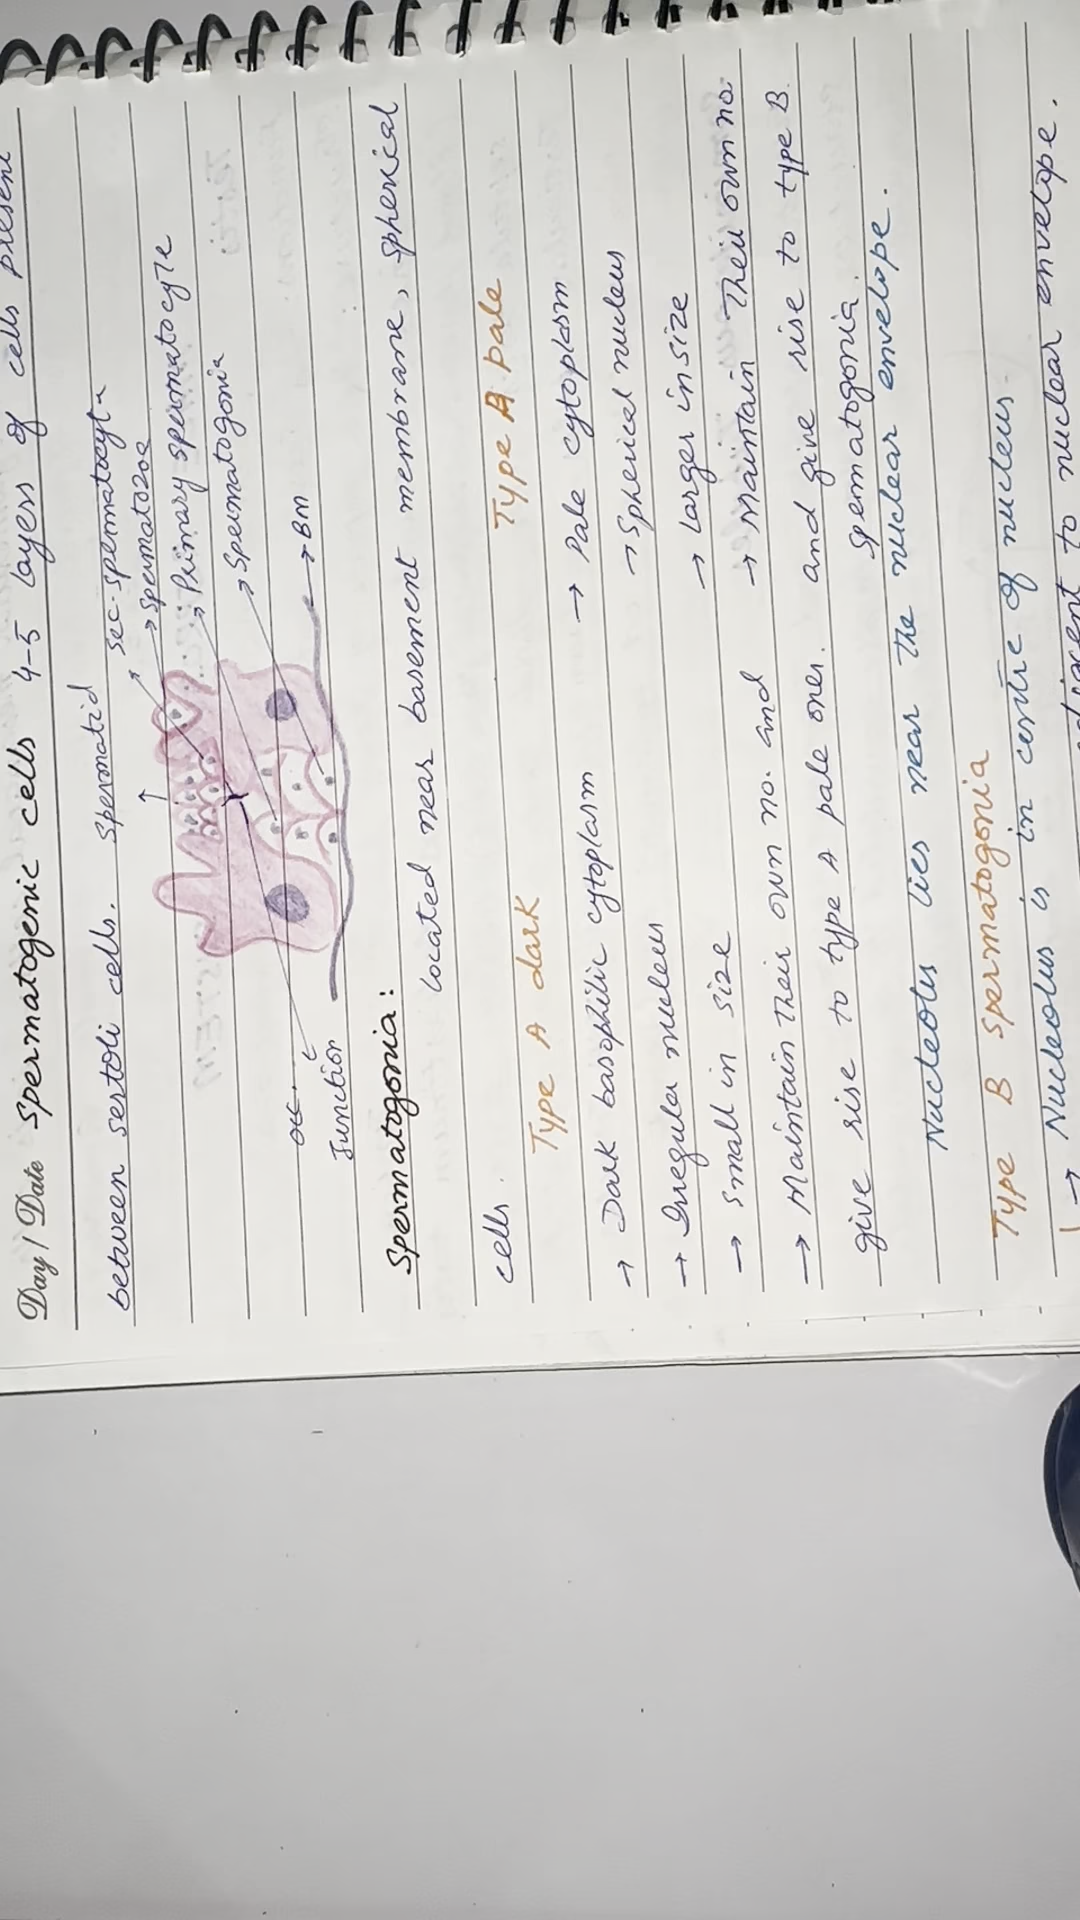 Day / Date Spermatogenic cells 4-5 layers of cells present
between sertoli cells. Spermatid sec. spermatocyte
→ Spermatozoa
→ Primary spermatocyte
→ Spermatogonia
→ BM
occ.
Junction
Spermatogonia:
located near basement membrane, spherical
cells.
Type A dark Type A pale
→ Dark basophilic cytoplasm → Pale cytoplasm
→ Irregular nucleus → Spherical nucleus
→ Small in size → Larger in size
→ Maintain their own no. and → Maintain their own no.
give rise to type A pale ones. and give rise to type B
spermatogonia.
Nucleolus lies near the nuclear envelope.
Type B spermatogonia
→ Nucleolus is in centre of nucleus.
to nuclear envelope.